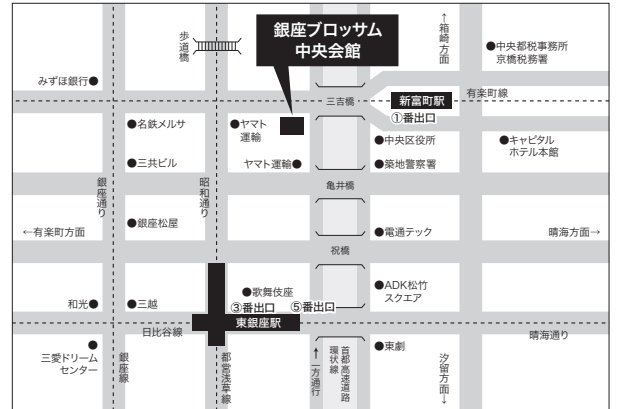 銀座ブロッサム
中央会館
歩道橋
↑箱崎方面
●中央都税事務所
京橋税務署
みずほ銀行●
三吉橋
新富町駅
有楽町線
①番出口
●名鉄メルサ
●ヤマト
運輸
●中央区役所
●キャピタル
ホテル本館
●三共ビル
ヤマト運輸●
●築地警察署
銀座通り
昭和通り
亀井橋
●銀座松屋
←有楽町方面
●電通テック
晴海方面→
祝橋
●歌舞伎座
●ADK松竹
スクエア
和光●
●三越
③番出口
⑤番出口
東銀座駅
日比谷線
晴海通り
●
三愛ドリーム
センター
銀座線
都営浅草線
↑一方通行
首都高速道路
環状線
●東劇
汐留方面↓